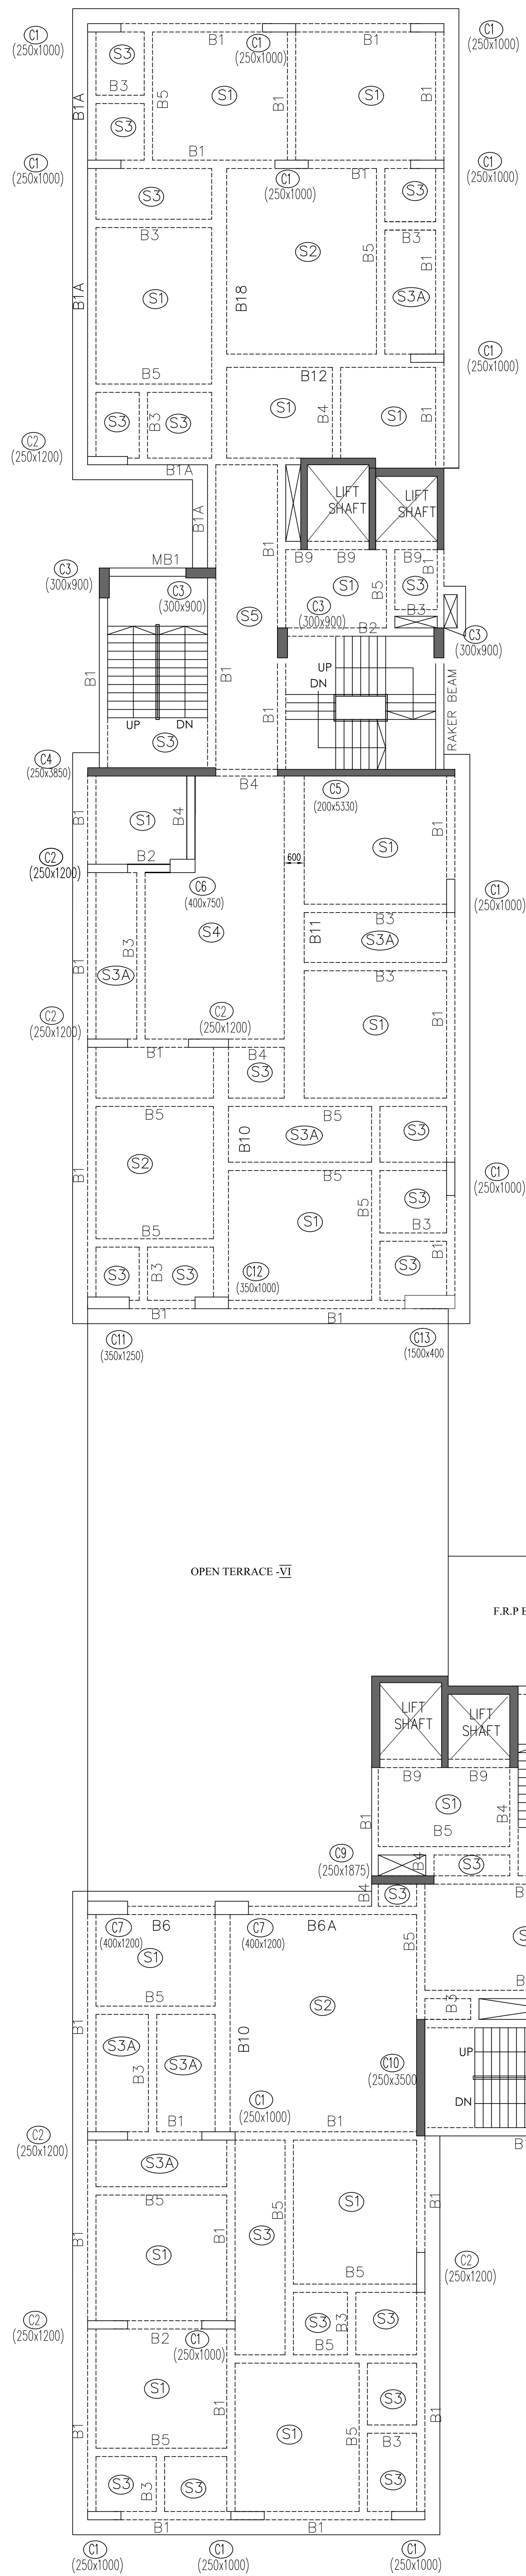 C1
(250x1000)
B1
C1
(250x1000)
B1
C1
(250x1000)
S3
B3
B5
S1
B1
S1
B1
B1A
S3
B1
C1
(250x1000)
C1
(250x1000)
B1
C1
(250x1000)
S3
S3
B3
B3
S2
B5
B1
B1A
S1
B18
S3A
B5
B12
C1
(250x1000)
S3
B3
S3
S1
B4
S1
B1
C2
(250x1200)
B1A
B1A
LIFT
SHAFT
LIFT
SHAFT
B1
MB1
B9
B9
B9
B1
C3
(300x900)
C3
(300x900)
S1
B5
S3
C3
(300x900)
B3
S5
B2
C3
(300x900)
UP
DN
B1
B1
B1
RAKER BEAM
UP
DN
S3
C4
(250x3850)
B4
C5
(200x5330)
B1
S1
B4
B1
B2
600
S1
C2
(250x1200)
C6
(400x750)
C1
(250x1000)
S4
B3
B11
B3
S3A
B1
S3A
B3
C2
(250x1200)
C2
(250x1200)
S1
B1
B1
B4
S3
B5
B5
S3
B10
S3A
S2
B5
C1
(250x1000)
B1
S3
S1
B5
B5
B3
S3
B3
S3
C12
(350x1000)
S3
B1
B1
B1
C11
(350x1250)
C13
(1500x400
OPEN TERRACE -VI
F.R.P
LIFT
SHAFT
LIFT
SHAFT
B9
B9
B1
S1
B4
B5
C9
(250x1875)
B4
S3
B4
S3
C7
(400x1200)
B6
C7
(400x1200)
B6A
B5
S1
B5
S2
B1
S3A
B3
S3A
B10
B3
C10
(250x3500)
UP
DN
B1
C1
(250x1000)
B1
C2
(250x1200)
S3A
B5
B5
S1
B1
S3
B1
S1
B1
B5
C2
(250x1200)
C2
(250x1200)
S3
B3
S3
B5
B2
C1
(250x1000)
S1
B1
B5
S1
B5
S3
B3
B1
B1
S3
B3
S3
S3
B1
B1
C1
(250x1000)
C1
(250x1000)
C1
(250x1000)